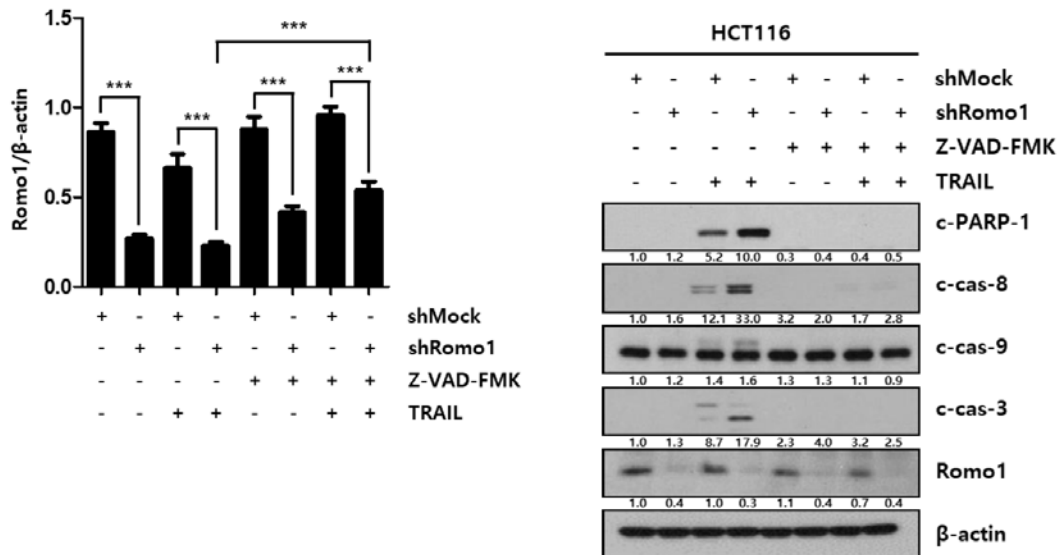 1.5
1.0
0.5
0.0
Romo1/β-actin
***
***
***
***
***
+ - + - + - + - shMock
- + - + - + - + shRomo1
- - - - + + + + Z-VAD-FMK
- - + + - - + + TRAIL
HCT116
+ - + + + - + - shMock
- + - + - + - + shRomo1
- - - - + + + + Z-VAD-FMK
- - + + - - + + TRAIL
c-PARP-1
1.0 1.2 5.2 10.0 0.3 0.4 0.4 0.5
c-cas-8
1.0 1.6 12.1 33.0 3.2 2.0 1.7 2.8
c-cas-9
1.0 1.2 1.4 1.6 1.3 1.3 1.1 0.9
c-cas-3
1.0 1.3 8.7 17.9 2.3 4.0 3.2 2.5
Romo1
1.0 0.4 1.0 0.3 1.1 0.4 0.7 0.4
β-actin